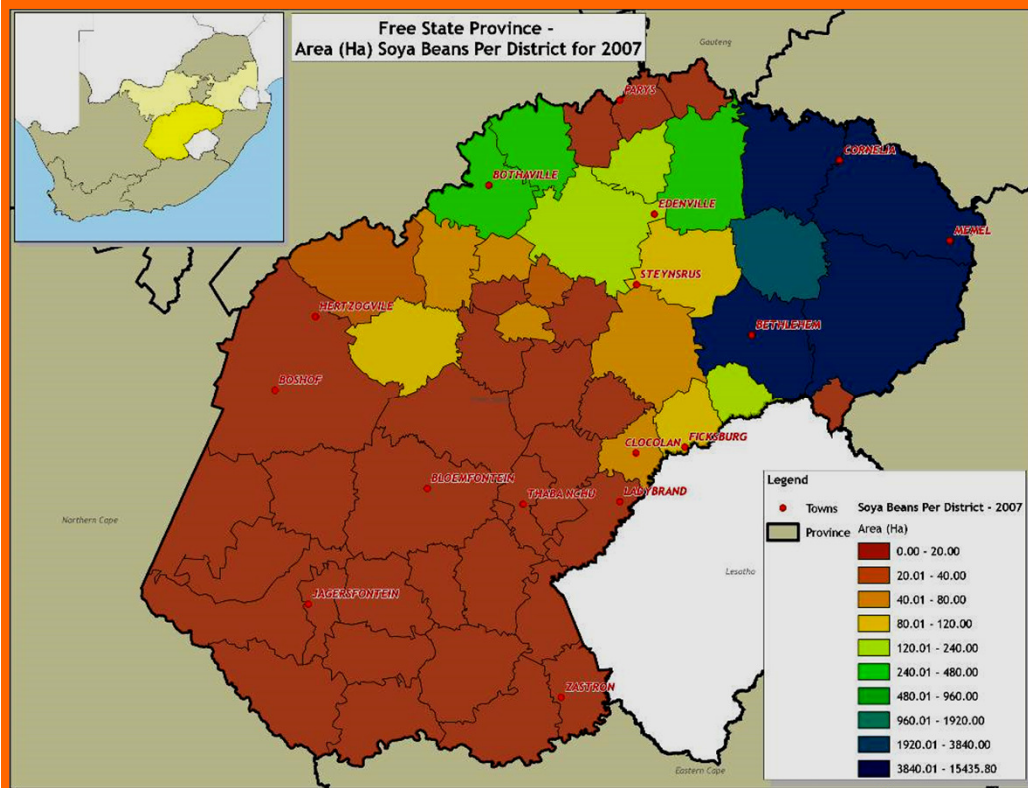 Free State Province -
Area (Ha) Soya Beans Per District for 2007
Gauteng
PARYS
CORNELIA
BOTHAVILLE
EDENVILLE
MEMEL
STEYNSRUS
HERTZOGVILE
BETHLEHEM
BOSHOF
FICKSBURG
CLOCOLAN
BLOEMFONTEIN
THABA NCHU
LADYBRAND
Northern Cape
Lesotho
JAGERSFONTEIN
ZASTRON
Eastern Cape
Legend
Towns
Province
Soya Beans Per District - 2007
Area (Ha)
0.00 - 20.00
20.01 - 40.00
40.01 - 80.00
80.01 - 120.00
120.01 - 240.00
240.01 - 480.00
480.01 - 960.00
960.01 - 1920.00
1920.01 - 3840.00
3840.01 - 15435.80